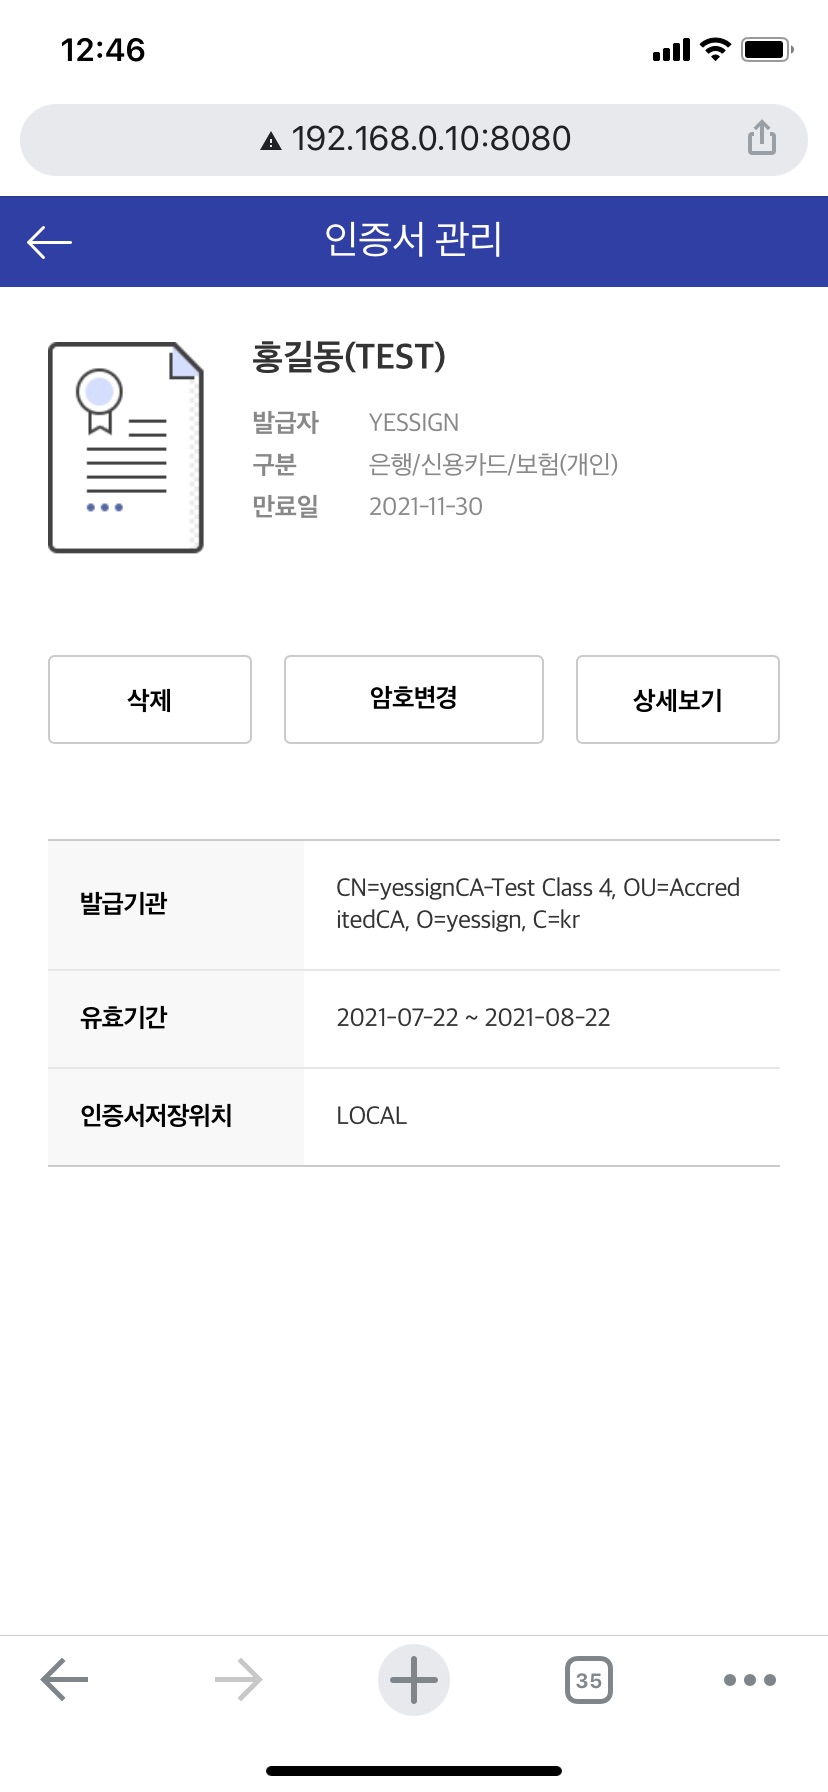 12:46
192.168.0.10:8080
인증서 관리
홍길동(TEST)
발급자 YESSIGN
구분 은행/신용카드/보험(개인)
만료일 2021-11-30
삭제 암호변경 상세보기
발급기관 CN=yessignCA-Test Class 4, OU=Accred
itedCA, O=yessign, C=kr
유효기간 2021-07-22 ~ 2021-08-22
인증서저장위치 LOCAL
35